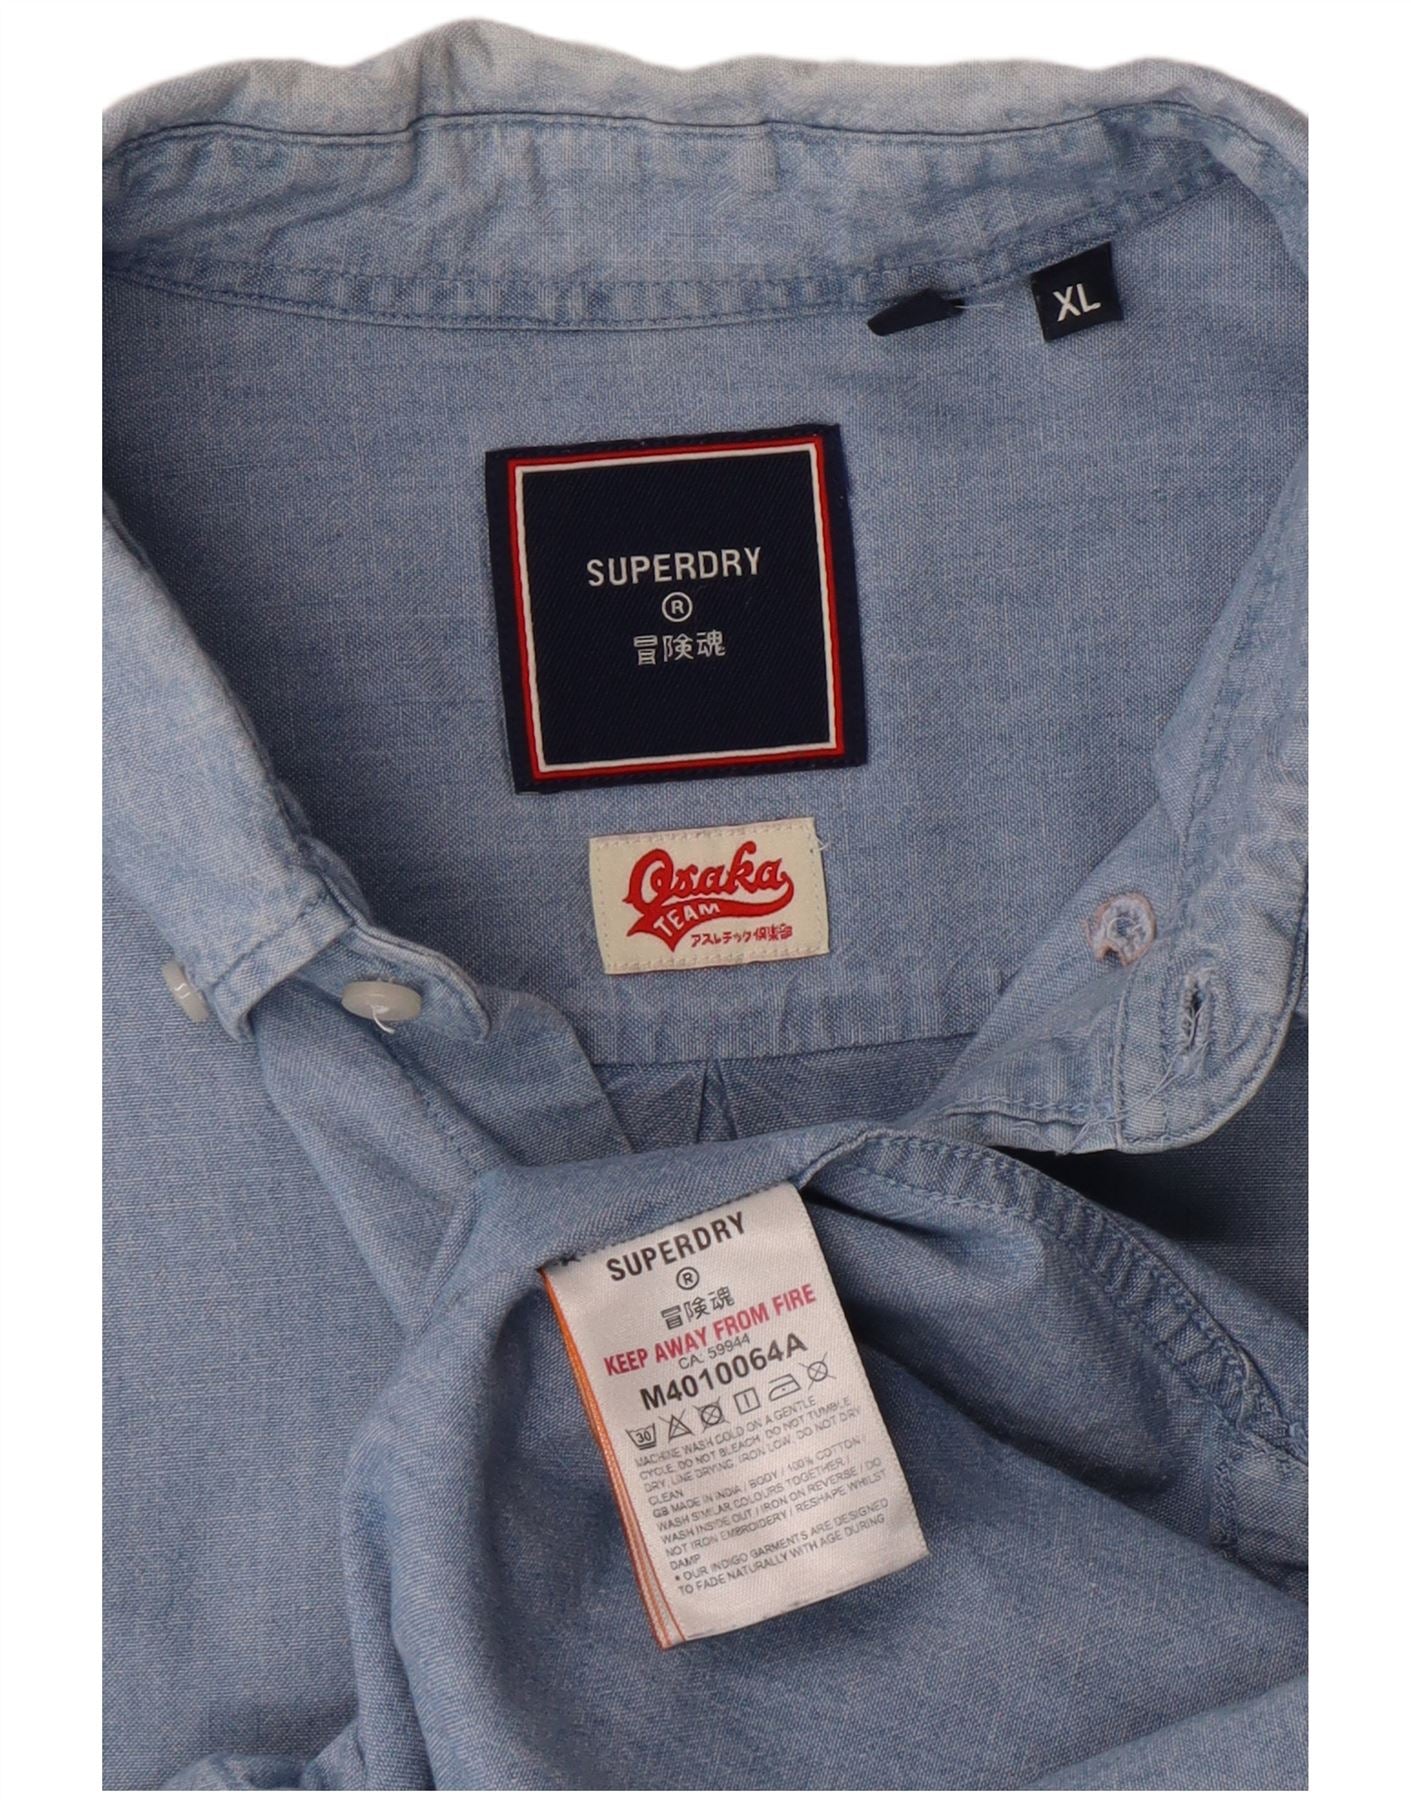 XL
SUPERDRY
®
冒険魂
Osaka
TEAM
アスレチック倶楽部
SUPERDRY
®
冒険魂
KEEP AWAY FROM FIRE
CA: 59944
M4010064A
30
MACHINE WASH COLD ON A GENTLE
CYCLE, DO NOT BLEACH, DO NOT TUMBLE
DRY, LINE DRYING, IRON LOW, DO NOT DRY
CLEAN
GB MADE IN INDIA / BODY / 100% COTTON /
WASH SIMILAR COLOURS TOGETHER /
WASH INSIDE OUT / IRON ON REVERSE / DO
NOT IRON EMBROIDERY / RESHAPE WHILST
DAMP
* OUR INDIGO GARMENTS ARE DESIGNED
TO FADE NATURALLY WITH AGE DURING